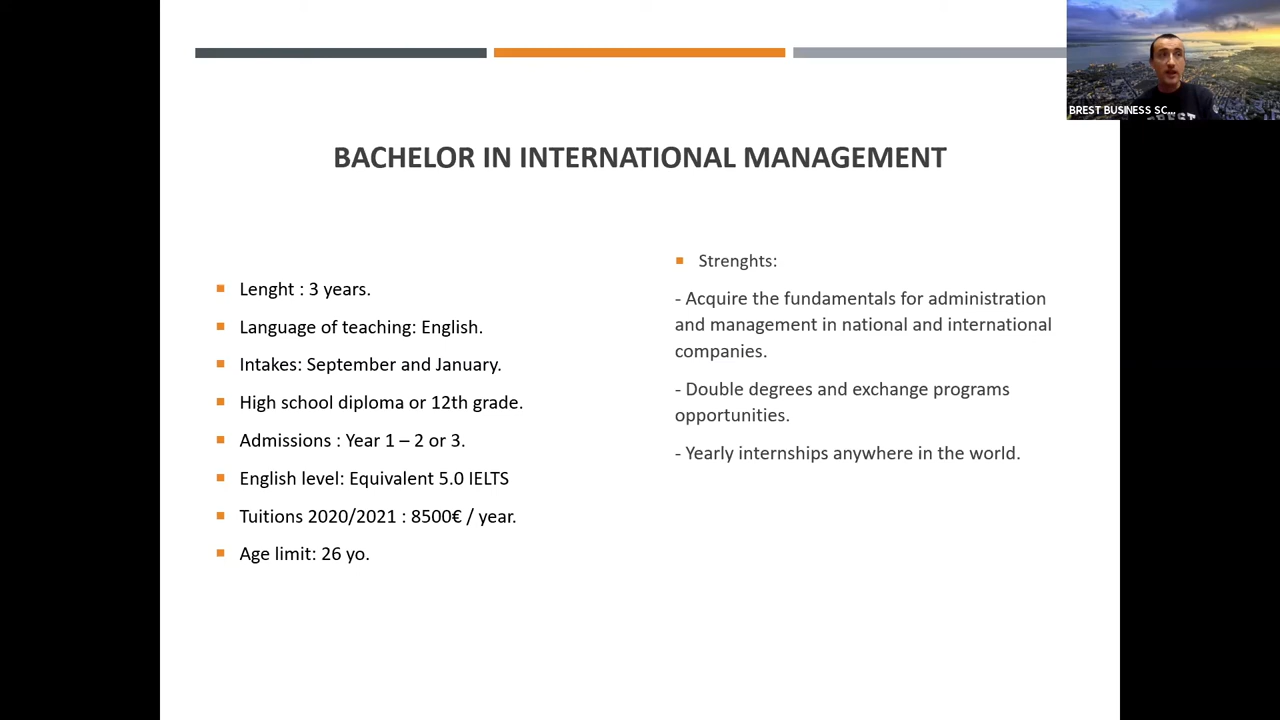 BREST BUSINESS SC...
BACHELOR IN INTERNATIONAL MANAGEMENT
Lenght : 3 years.
Language of teaching: English.
Intakes: September and January.
High school diploma or 12th grade.
Admissions : Year 1 – 2 or 3.
English level: Equivalent 5.0 IELTS
Tuitions 2020/2021 : 8500€ / year.
Age limit: 26 yo.
Strenghts:
- Acquire the fundamentals for administration
and management in national and international
companies.
- Double degrees and exchange programs
opportunities.
- Yearly internships anywhere in the world.